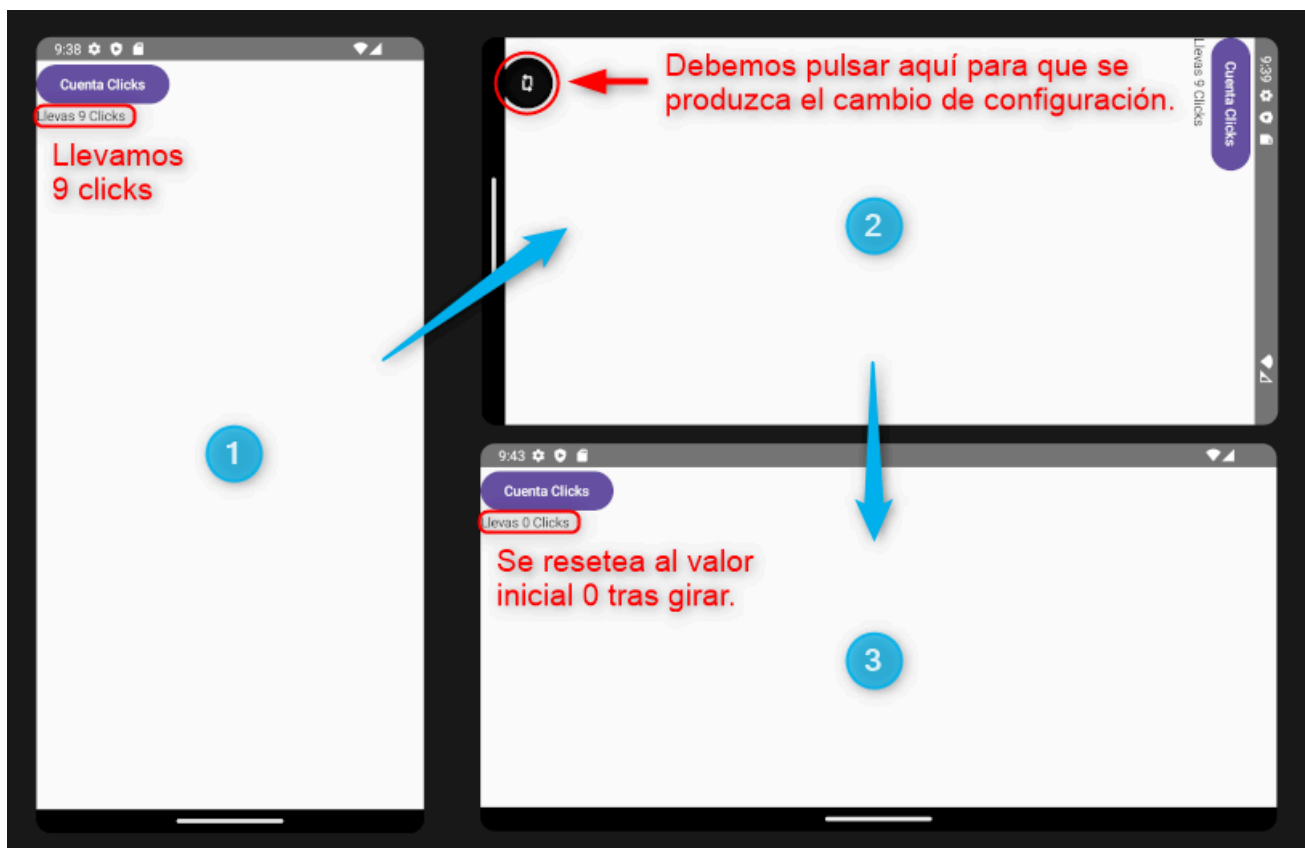 9:38
Cuenta Clicks
Llevas 9 Clicks
Llevamos
9 clicks
1
Debemos pulsar aquí para que se
produzca el cambio de configuración.
9:39
Cuenta Clicks
Llevas 9 Clicks
2
9:43
Cuenta Clicks
Llevas 0 Clicks
Se resetea al valor
inicial 0 tras girar.
3